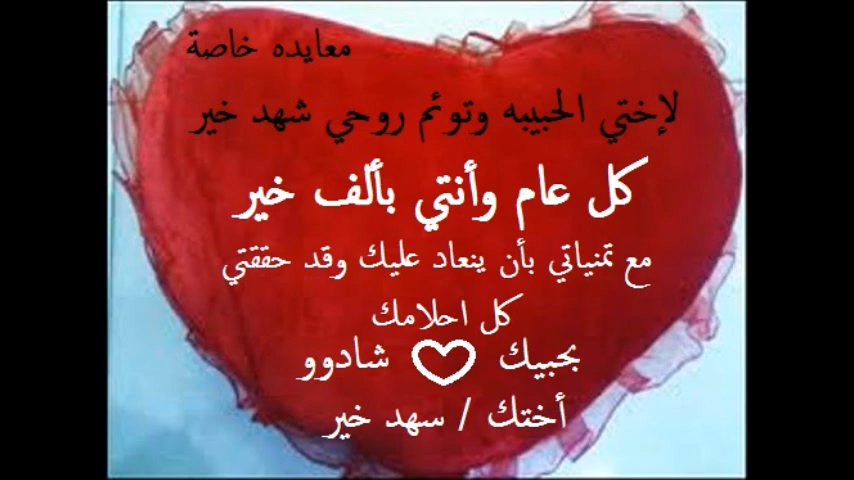 معايده خاصة
لإختي الحبيبه وتوئم روحي شهد خير
كل عام وأنتي بألف خير
مع تمنياتي بأن ينعاد عليك وقد حققتي
كل احلامك
بحبيك ♡ شادوو
أختك / سهد خير